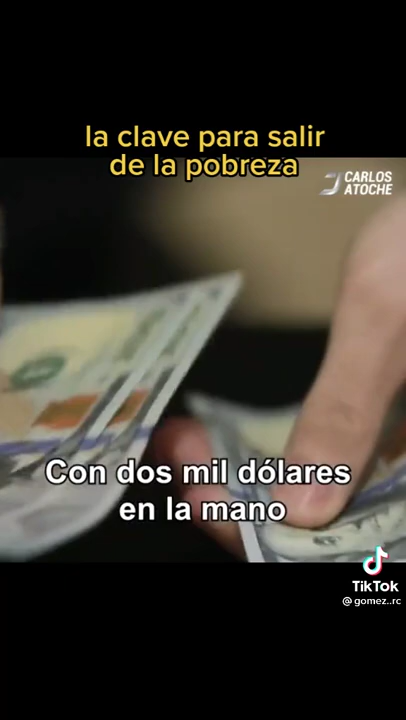 la clave para salir
de la pobreza
CARLOS
ATOCHE
Con dos mil dólares
en la mano
TikTok
@gomez..rc